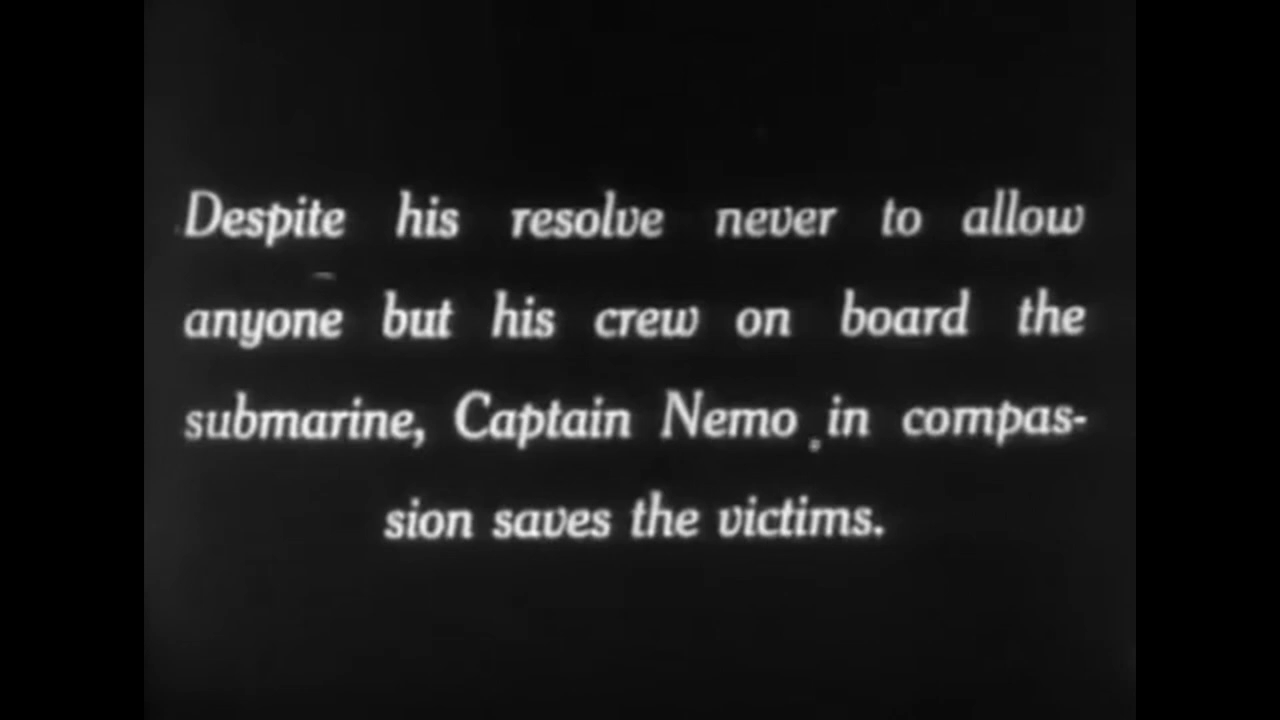 Despite his resolve never to allow
anyone but his crew on board the
submarine, Captain Nemo in compas-
sion saves the victims.